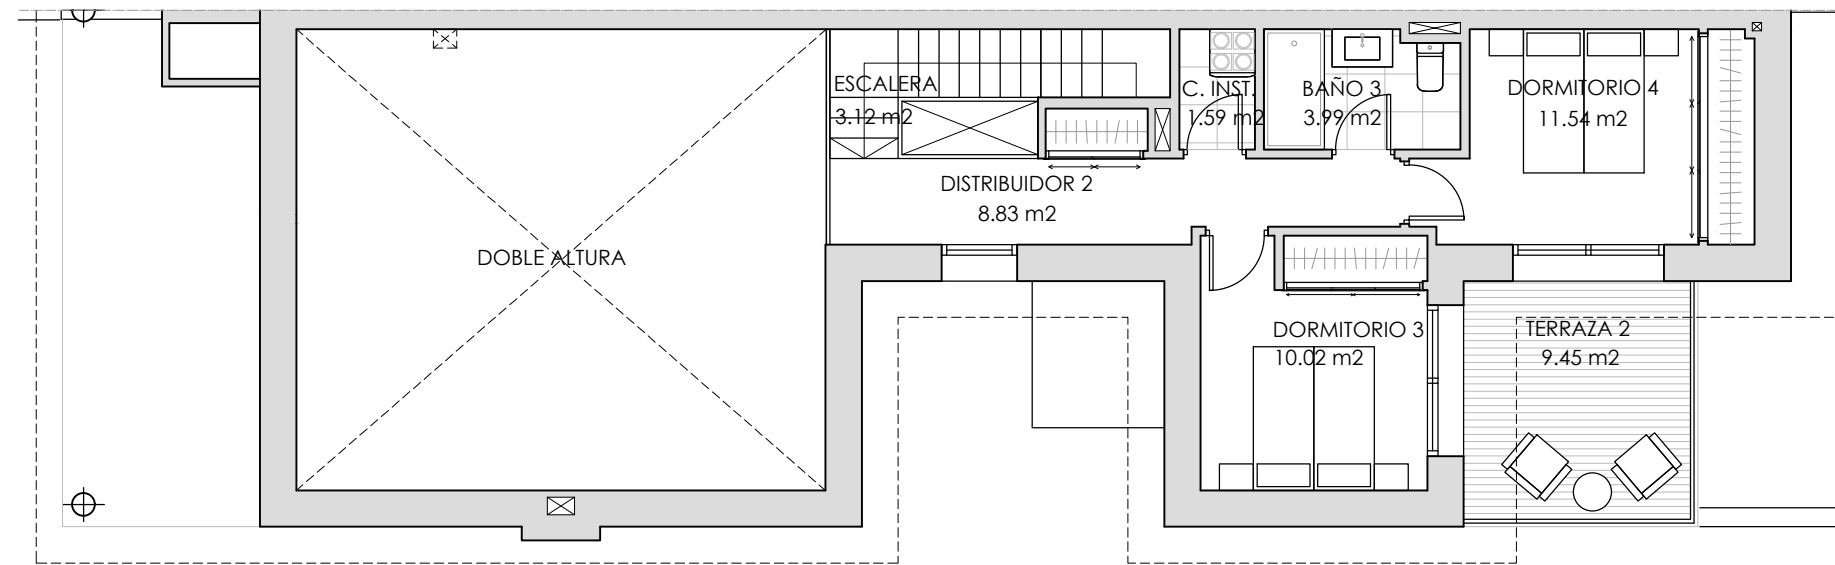 ESCALERA
3.12 m2
C. INST.
1.59 m2
BAÑO 3
3.99 m2
DORMITORIO 4
11.54 m2
DISTRIBUIDOR 2
8.83 m2
DOBLE ALTURA
DORMITORIO 3
10.02 m2
TERRAZA 2
9.45 m2